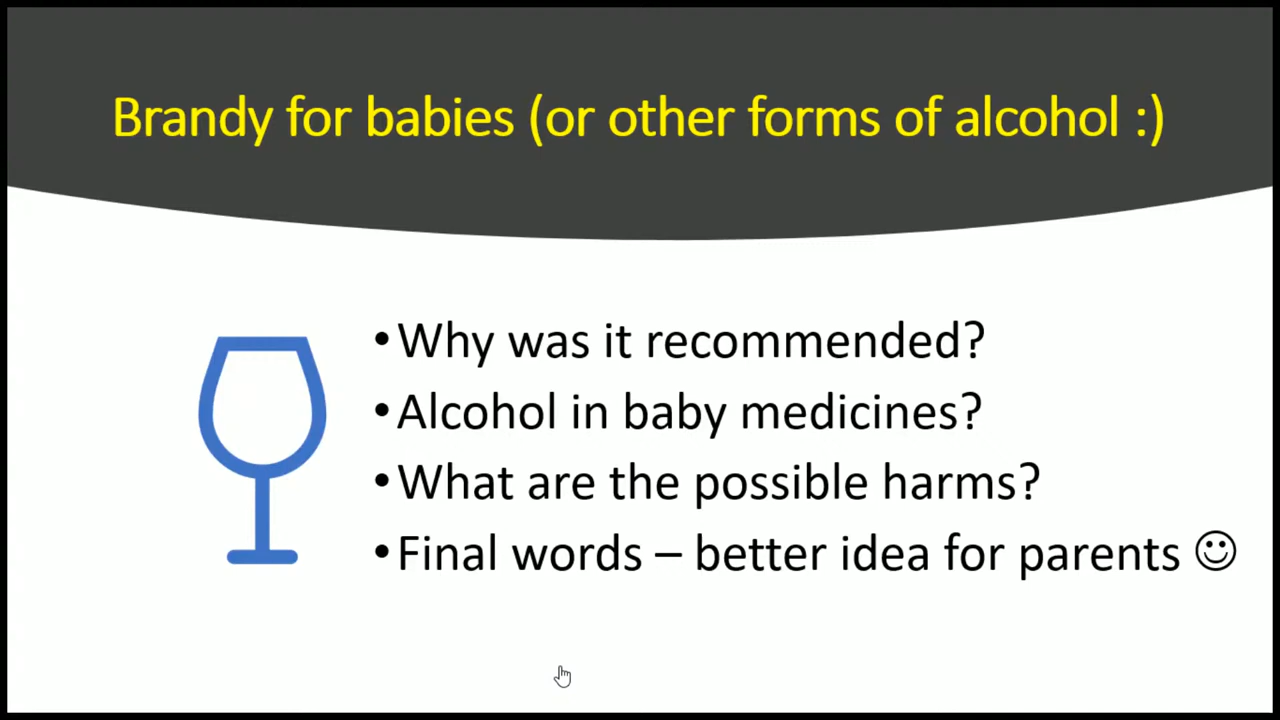 Brandy for babies (or other forms of alcohol :)
•Why was it recommended?
•Alcohol in baby medicines?
•What are the possible harms?
•Final words – better idea for parents ☺